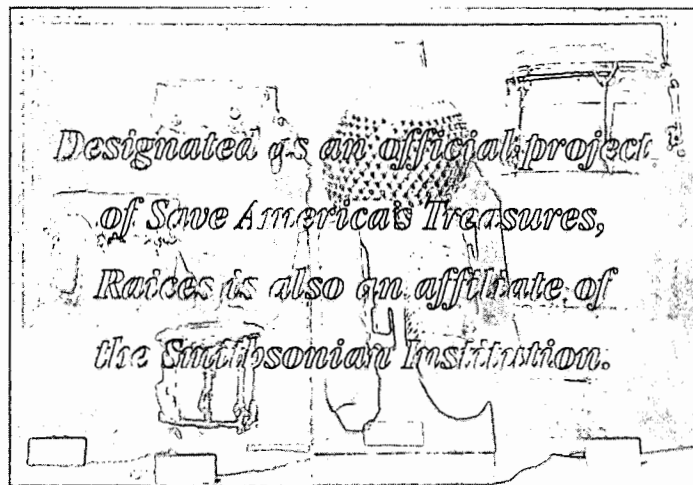 Designated as an official project
of Save America's Treasures,
Raices is also an affiliate of
the Smithsonian Institution.